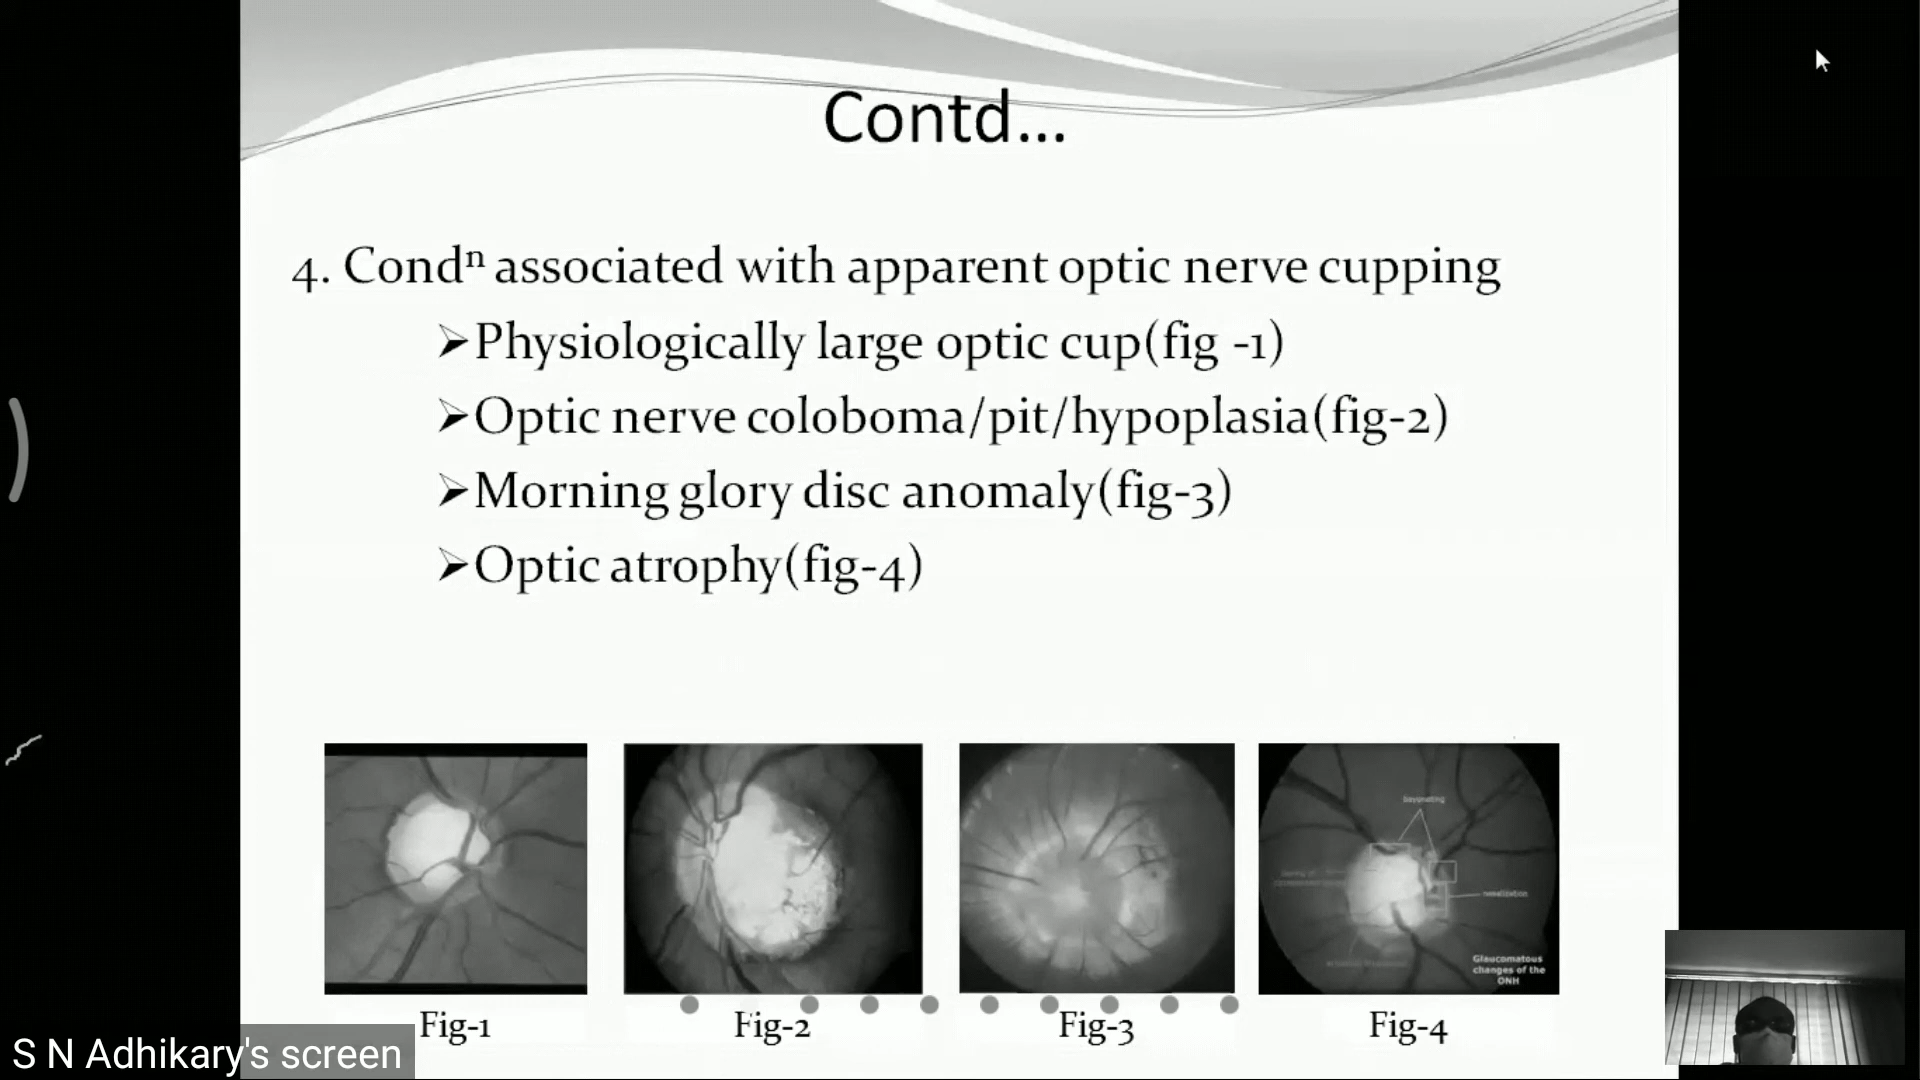 Contd...
4. Condⁿ associated with apparent optic nerve cupping
➢Physiologically large optic cup(fig -1)
➢Optic nerve coloboma/pit/hypoplasia(fig-2)
➢Morning glory disc anomaly(fig-3)
➢Optic atrophy(fig-4)
bayonating
nasalization
Glaucomatous
changes of the
ONH
Fig-1
Fig-2
Fig-3
Fig-4
S N Adhikary's screen